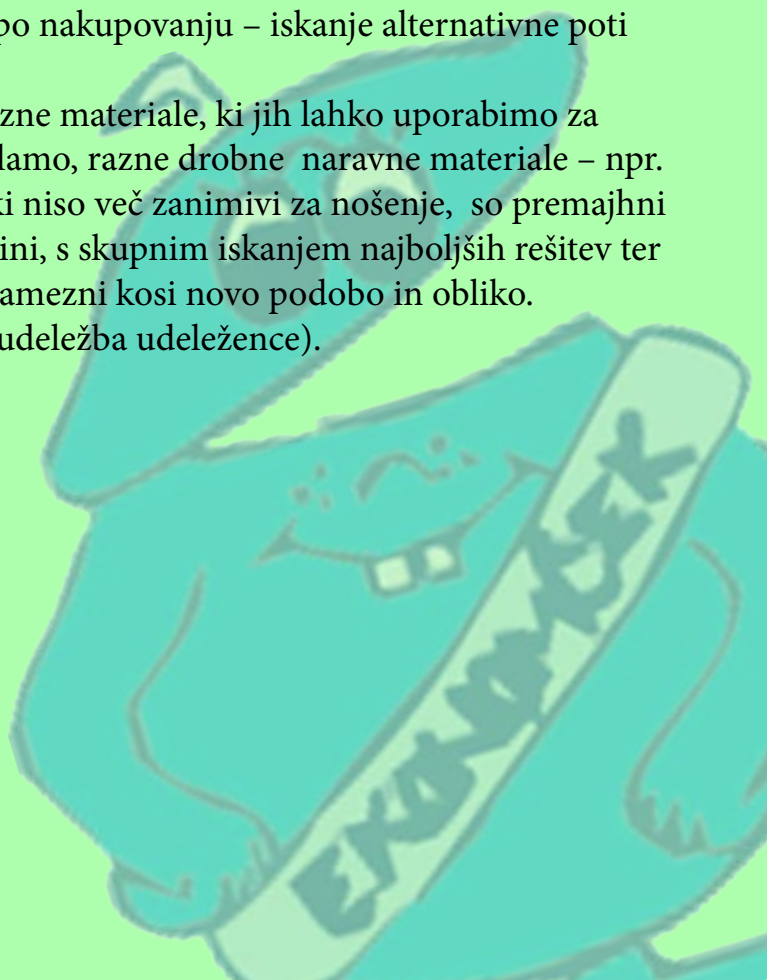 po nakupovanju – iskanje alternativne poti
zne materiale, ki jih lahko uporabimo za
lamo, razne drobne  naravne materiale – npr.
ki niso več zanimivi za nošenje,  so premajhni
ini, s skupnim iskanjem najboljših rešitev ter
amezni kosi novo podobo in obliko.
udeležba udeležence).